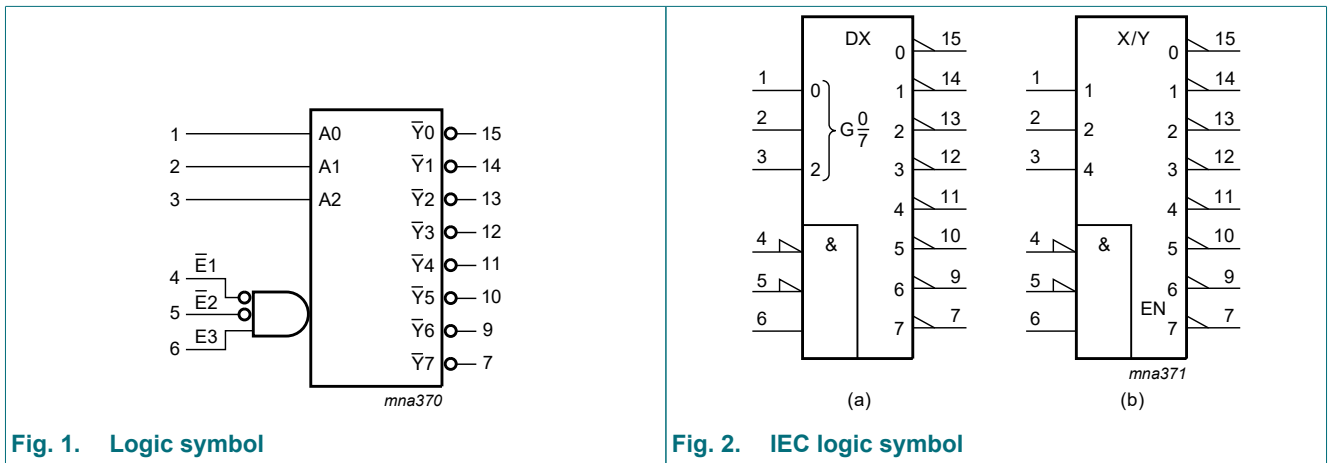 1 A0 Y̅0 15
2 A1 Y̅1 14
3 A2 Y̅2 13
Y̅3 12
4 E̅1 Y̅4 11
5 E̅2 Y̅5 10
6 E3 Y̅6 9
Y̅7 7
mna370
Fig. 1. Logic symbol
DX
0 15
1 0 1 14
2 G 0/7 2 13
3 2 3 12
4 11
4 & 5 10
5 6 9
6 7 7
(a)
X/Y
0 15
1 1 1 14
2 2 2 13
3 4 3 12
4 11
4 & 5 10
5 6 9
6 EN 7 7
mna371
(b)
Fig. 2. IEC logic symbol